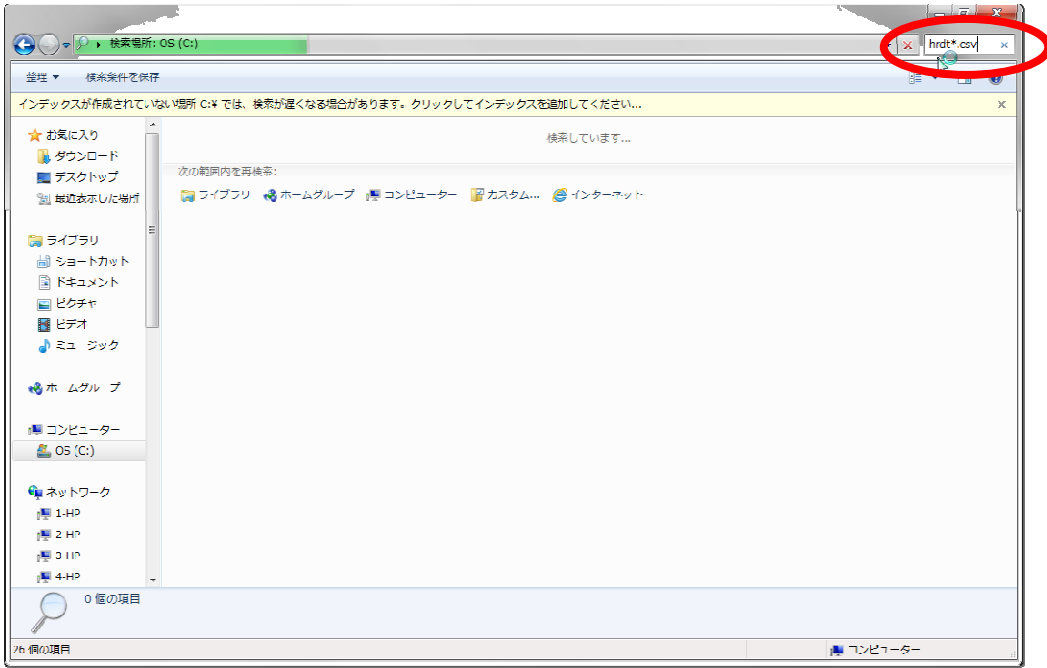 検索場所: OS (C:)
hrdt*.csv
整理 ▼ 検索条件を保存
インデックスが作成されていない場所 C:¥ では、検索が遅くなる場合があります。クリックしてインデックスを追加してください...
検索しています...
次の範囲内を再検索:
ライブラリ ホームグループ コンピューター カスタム... インターネット
お気に入り
ダウンロード
デスクトップ
最近表示した場所
ライブラリ
ショートカット
ドキュメント
ピクチャ
ビデオ
ミュージック
ホームグループ
コンピューター
OS (C:)
ネットワーク
1-HP
2-HP
3-HP
4-HP
0 個の項目
26 個の項目
コンピューター